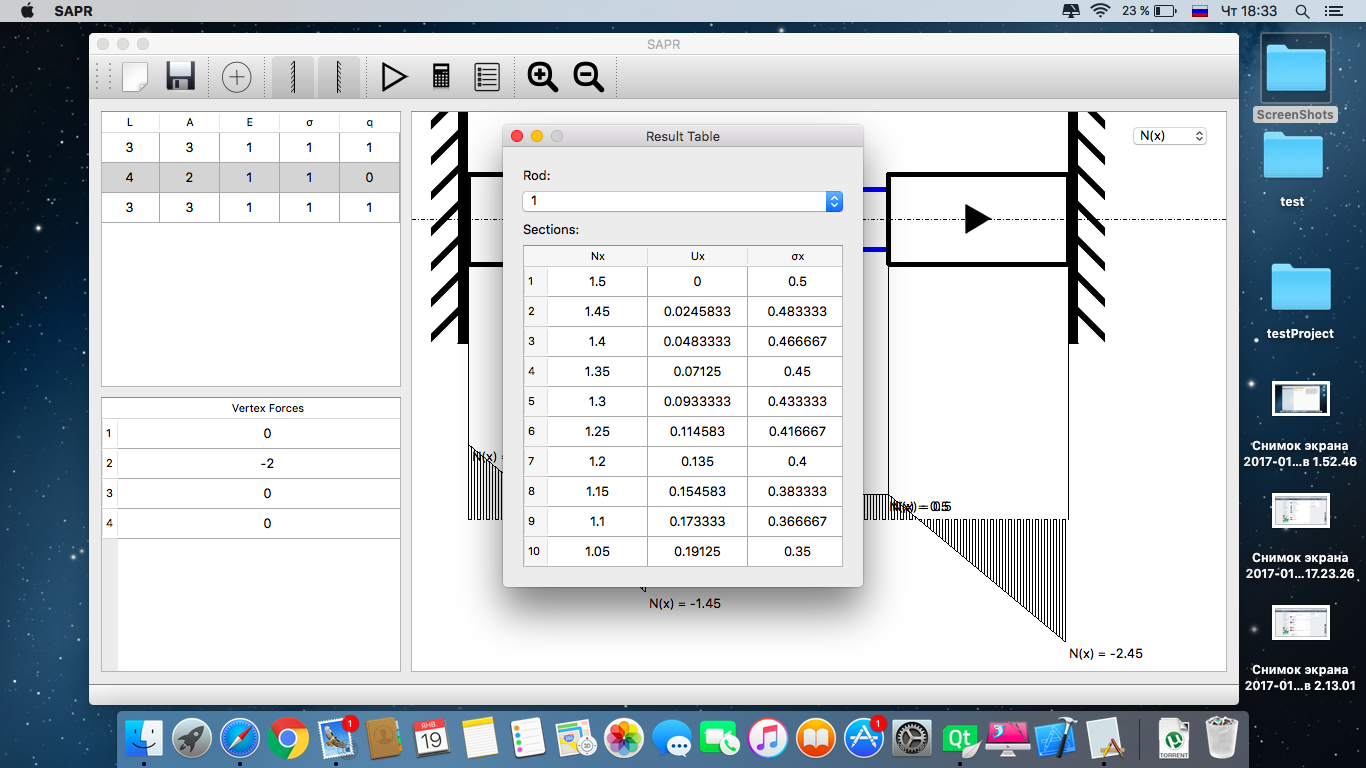 SAPR
23 %
Чт 18:33
SAPR
L A E σ q
3 3 1 1 1
4 2 1 1 0
3 3 1 1 1
Vertex Forces
1 0
2 -2
3 0
4 0
N(x)
Result Table
Rod:
1
Sections:
Nx Ux σx
1 1.5 0 0.5
2 1.45 0.0245833 0.483333
3 1.4 0.0483333 0.466667
4 1.35 0.07125 0.45
5 1.3 0.0933333 0.433333
6 1.25 0.114583 0.416667
7 1.2 0.135 0.4
8 1.15 0.154583 0.383333
9 1.1 0.173333 0.366667
10 1.05 0.19125 0.35
N(x) =
N(x) = 0.5
N(x) = -1.45
N(x) = -2.45
ScreenShots
test
testProject
Снимок экрана
2017-01...в 1.52.46
Снимок экрана
2017-01...17.23.26
Снимок экрана
2017-01...в 2.13.01
1
ЯНВ.
19
3D
1
Qt
TORRENT